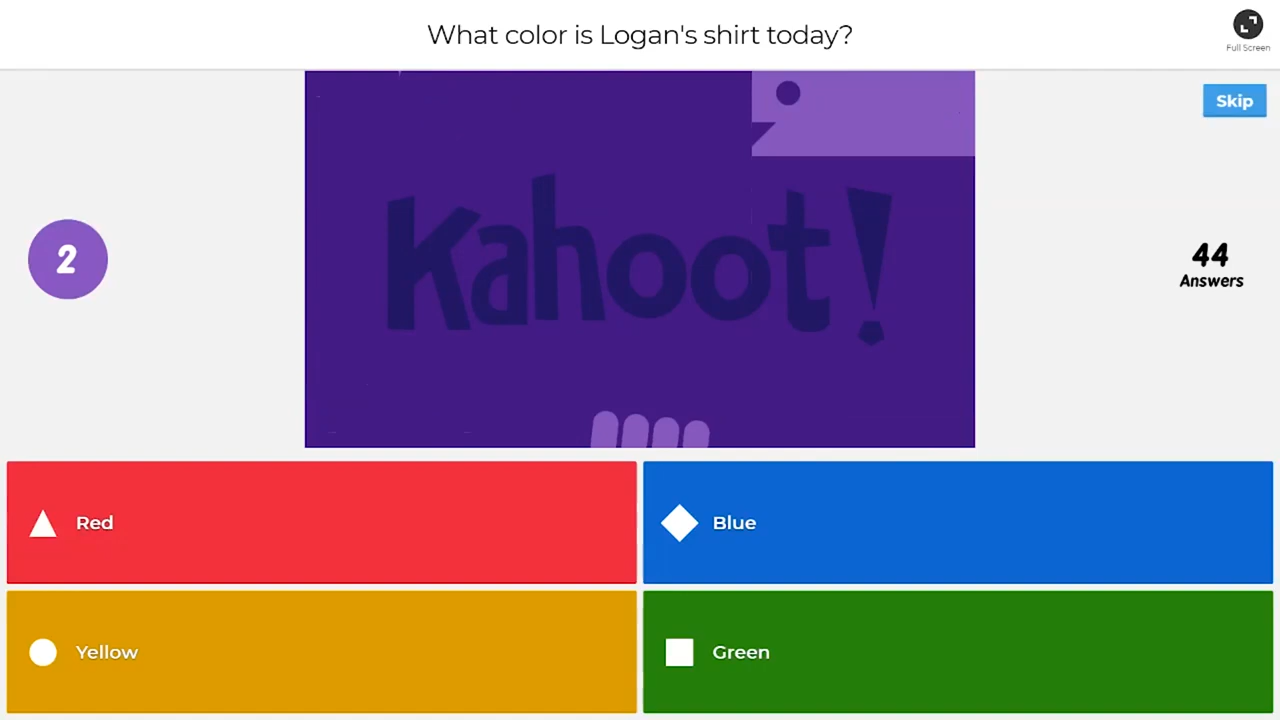 What color is Logan's shirt today?
Full Screen
Skip
Kahoot!
2
44
Answers
Red
Blue
Yellow
Green